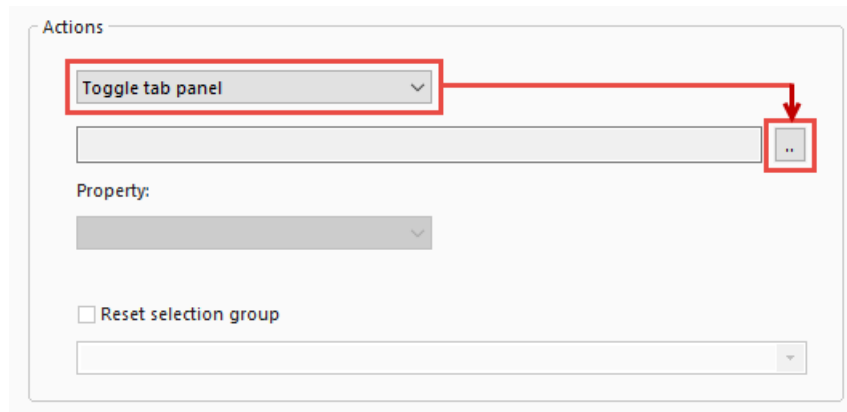 Actions
Toggle tab panel
..
Property:
Reset selection group